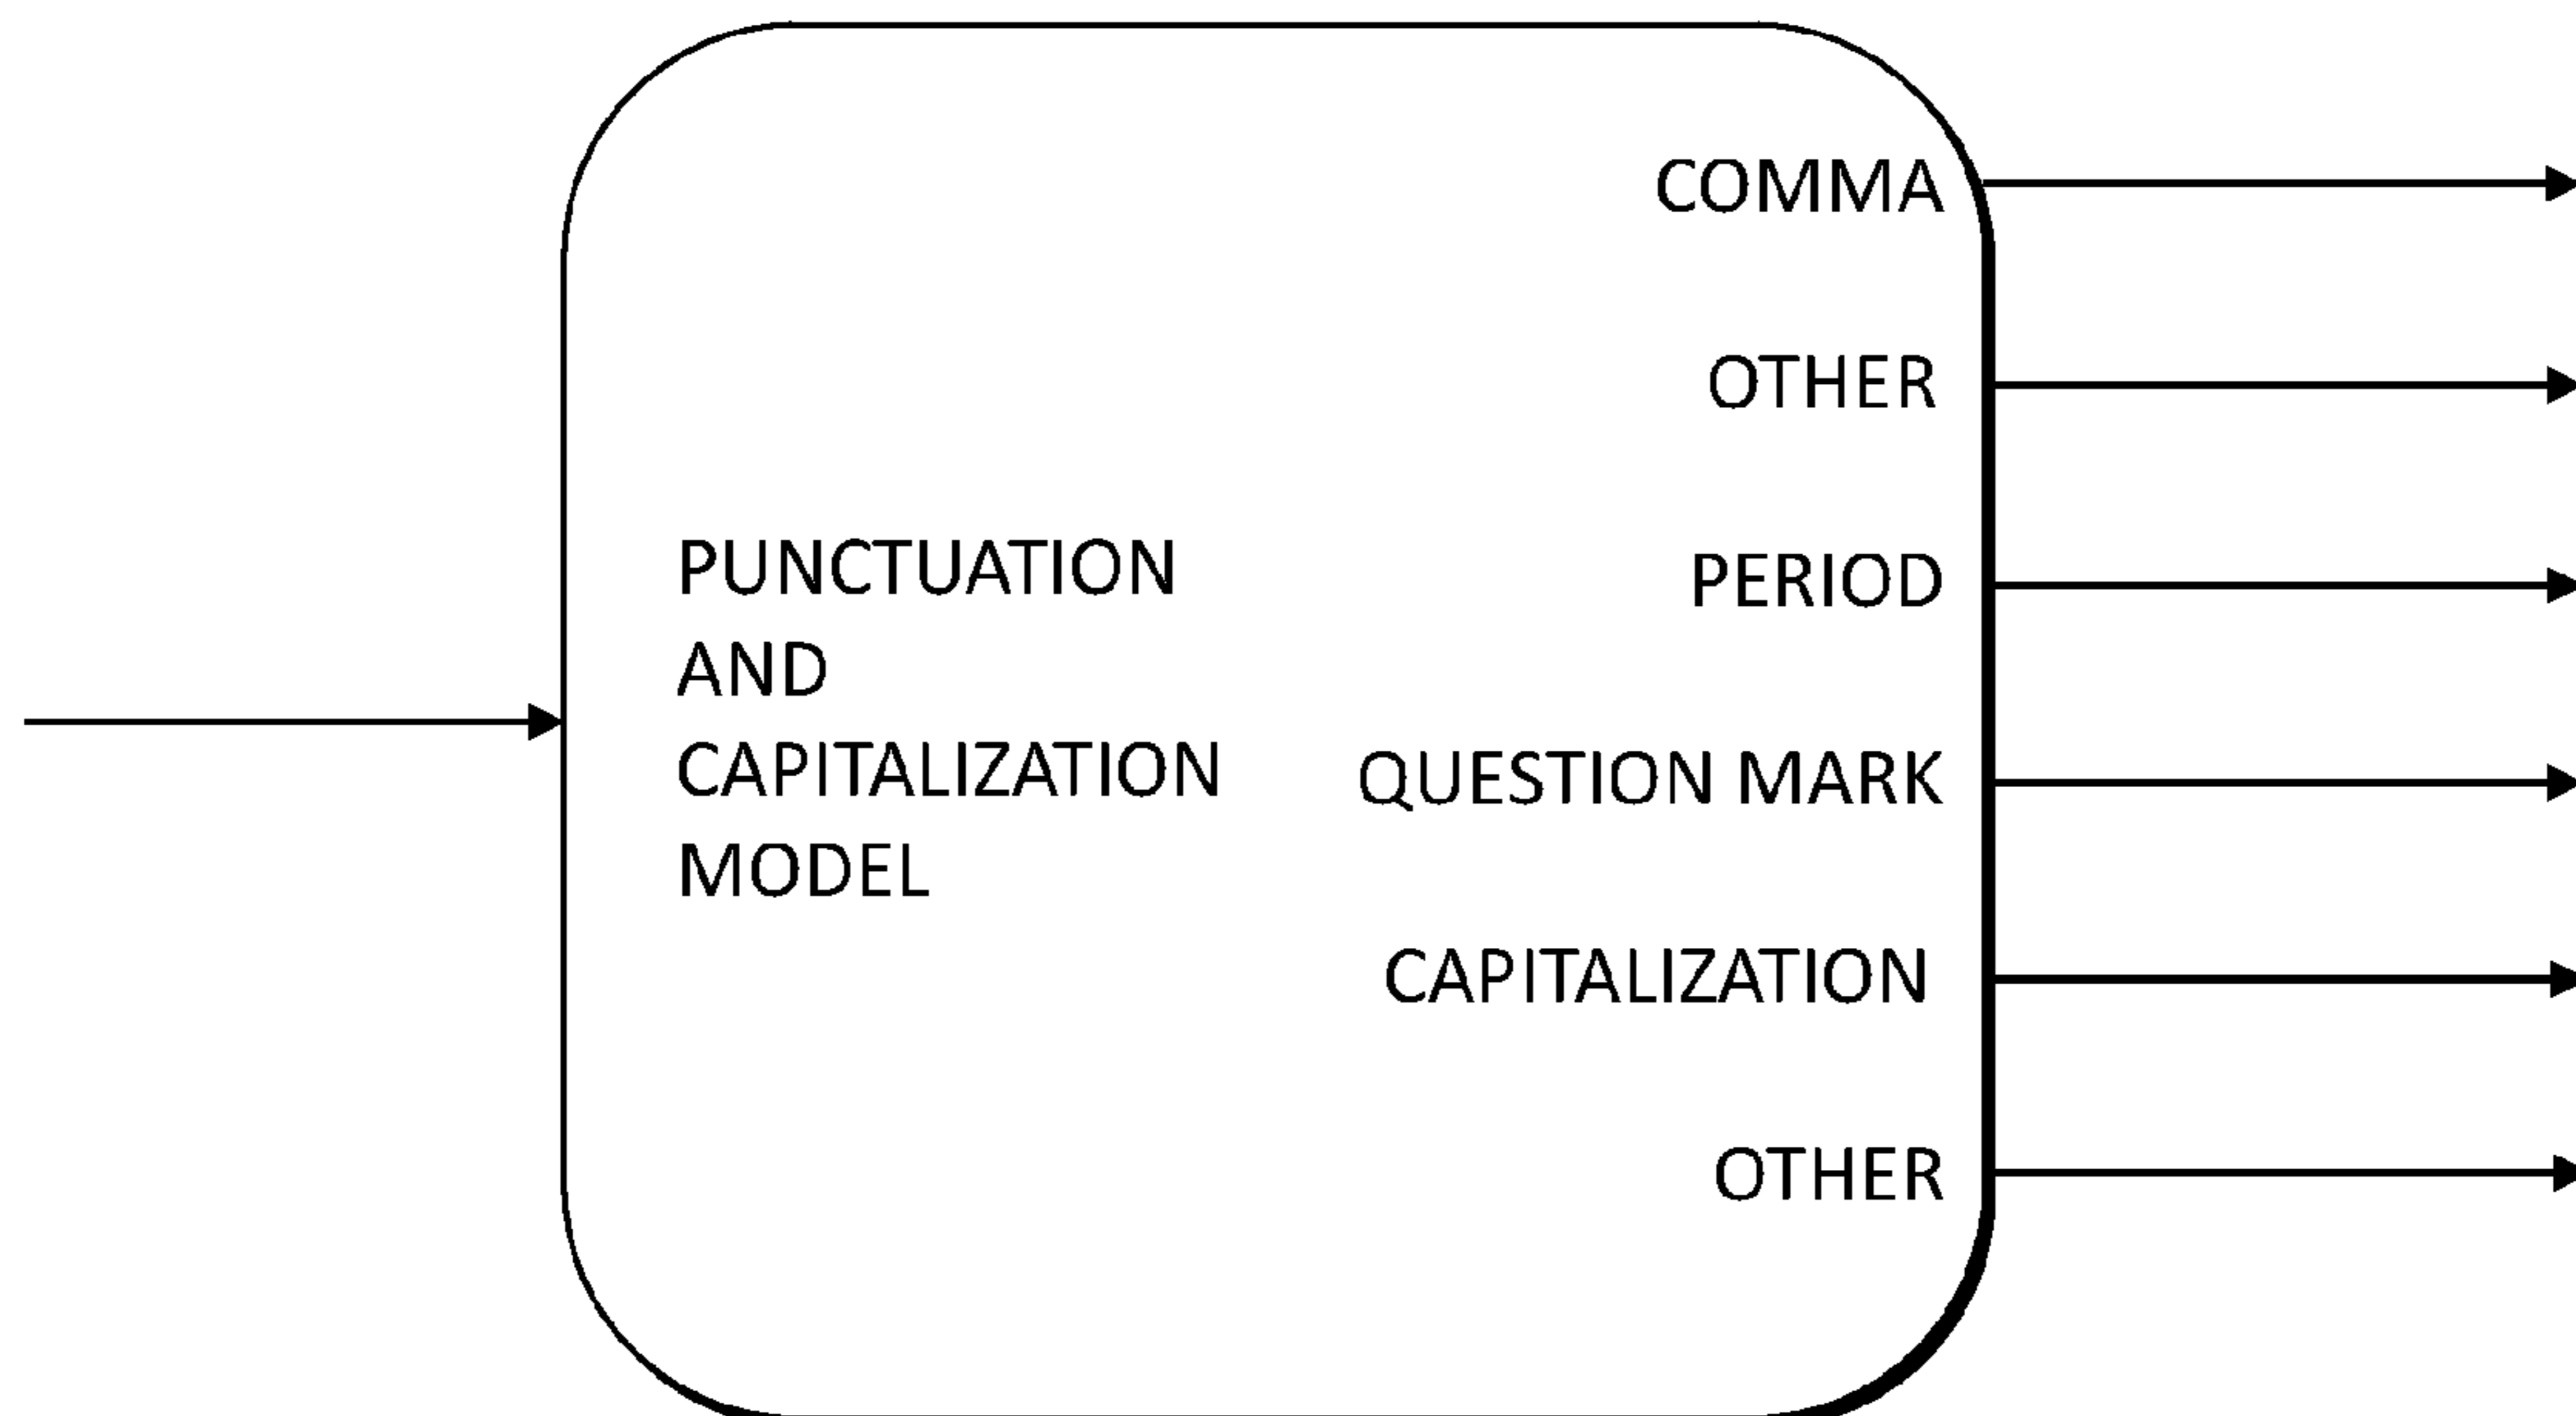 PUNCTUATION
AND
CAPITALIZATION
MODEL
COMMA
OTHER
PERIOD
QUESTION MARK
CAPITALIZATION
OTHER